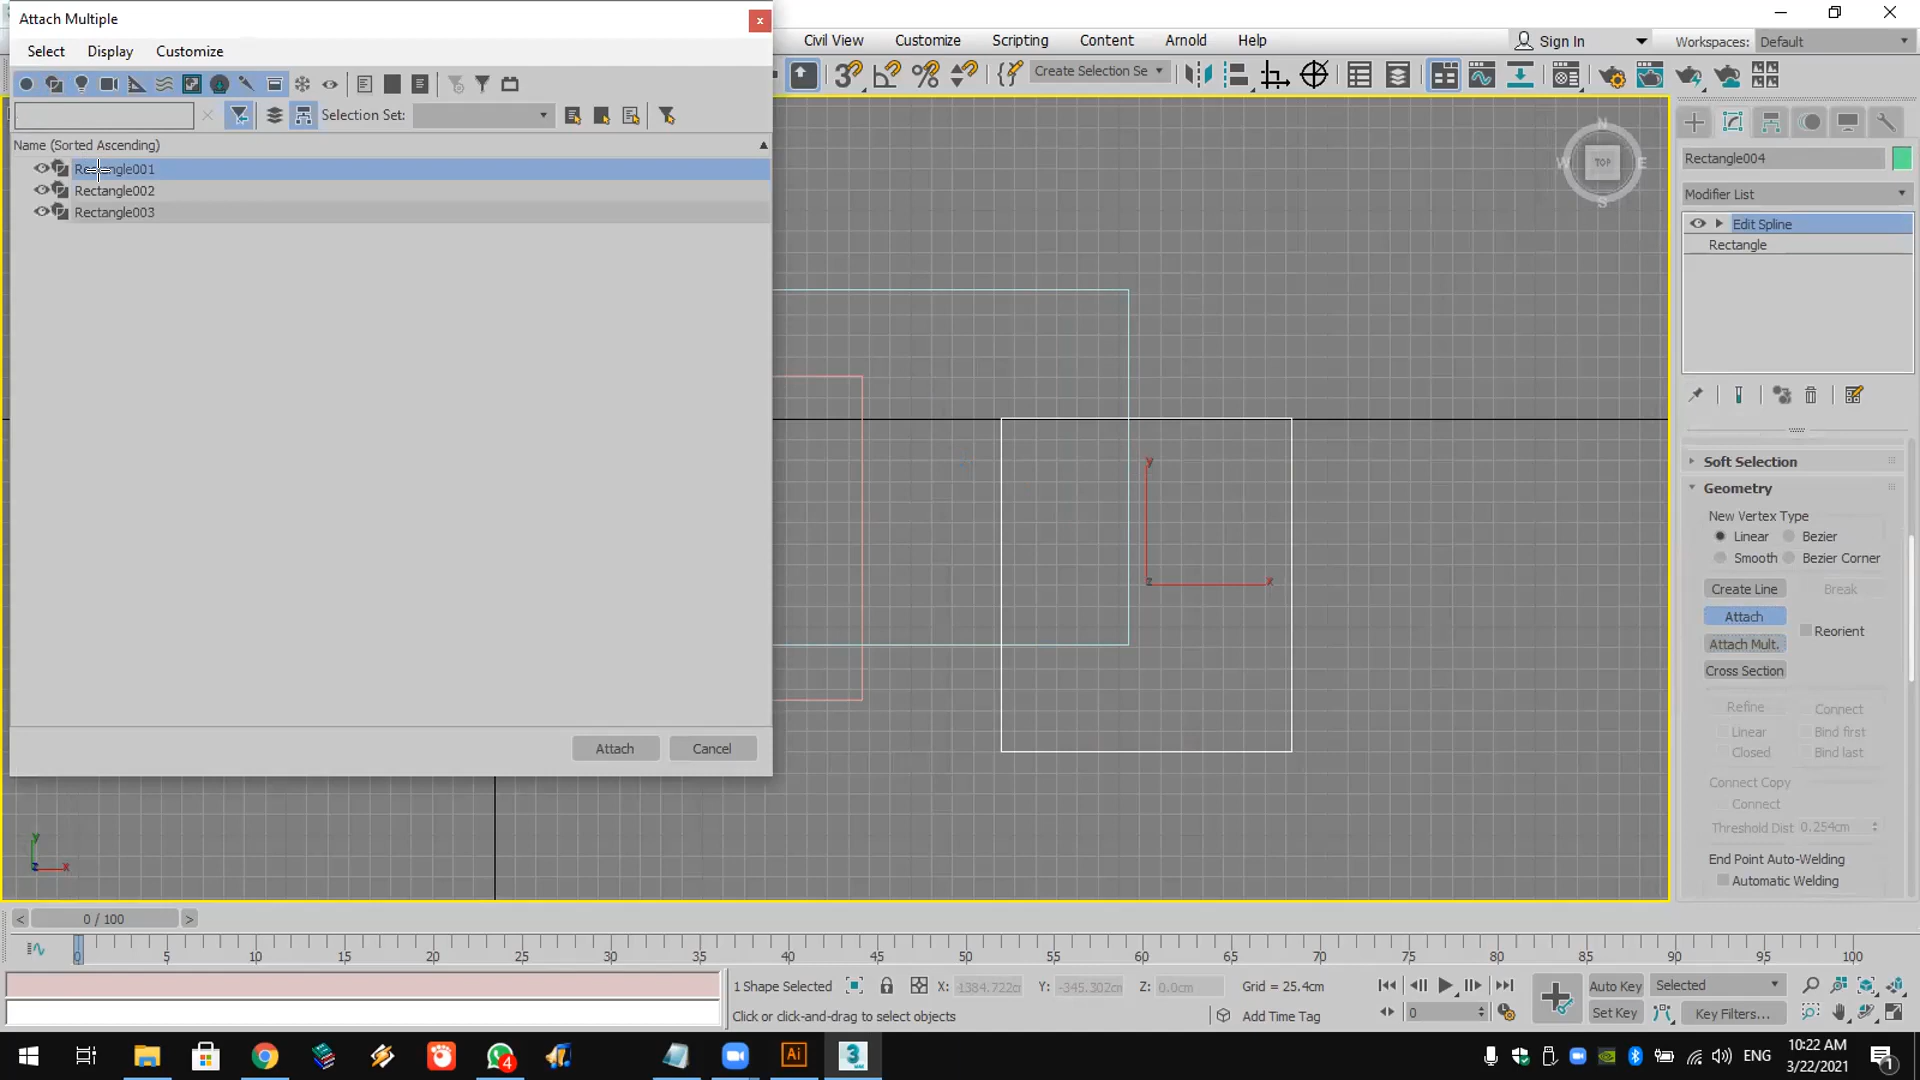 Attach Multiple
Select Display Customize
Civil View Customize Scripting Content Arnold Help Sign In Workspaces: Default
Create Selection Se
Selection Set:
Name (Sorted Ascending)
Rectangle001
Rectangle002
Rectangle003
Attach Cancel
N
W TOP E
S
Rectangle004
Modifier List
Edit Spline
Rectangle
Soft Selection
Geometry
New Vertex Type
Linear Bezier
Smooth Bezier Corner
Create Line Break
Attach
Reorient
Attach Mult.
Cross Section
Refine Connect
Linear Bind first
Closed Bind last
Connect Copy
Connect
Threshold Dist 0.254cm
End Point Auto-Welding
Automatic Welding
y
z x
y
z x
< 0 / 100 >
0 5 10 15 20 25 30 35 40 45 50 55 60 65 70 75 80 85 90 95 100
1 Shape Selected X: -1384.722cm Y: -345.302cm Z: 0.0cm Grid = 25.4cm Auto Key Selected
Click or click-and-drag to select objects Add Time Tag 0 Set Key Key Filters...
4 Ai 3 ENG 10:22 AM
3/22/2021 1